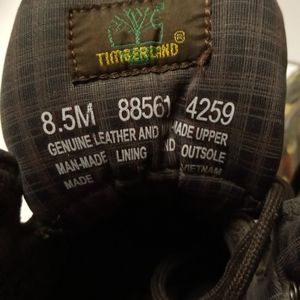 TIMBERLAND ®
8.5M 88561 4259
GENUINE LEATHER AND MADE UPPER
MAN-MADE LINING AND OUTSOLE
MADE VIETNAM